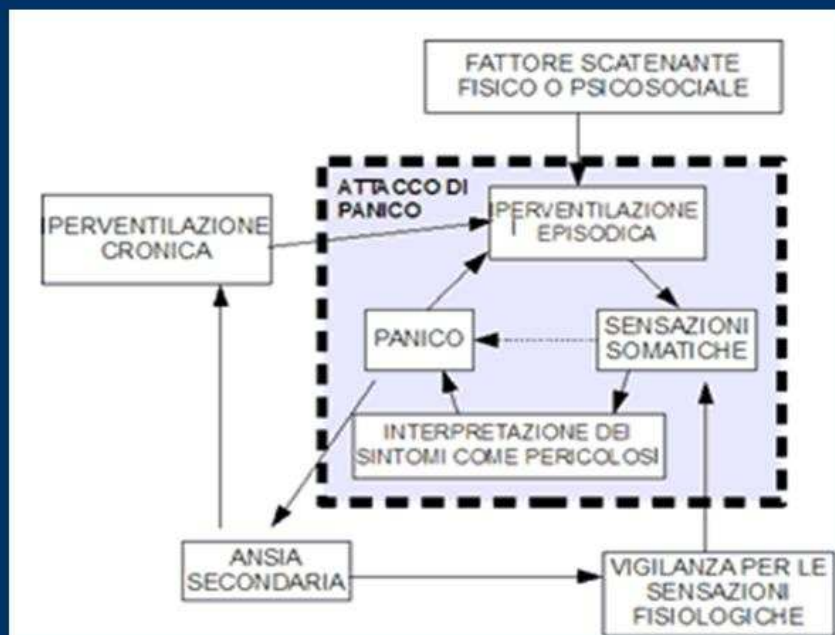 FATTORE SCATENANTE
FISICO O PSICOSOCIALE
ATTACCO DI
PANICO
IPERVENTILAZIONE
EPISODICA
IPERVENTILAZIONE
CRONICA
PANICO
SENSAZIONI
SOMATICHE
INTERPRETAZIONE DEI
SINTOMI COME PERICOLOSI
ANSIA
SECONDARIA
VIGILANZA PER LE
SENSAZIONI
FISIOLOGICHE